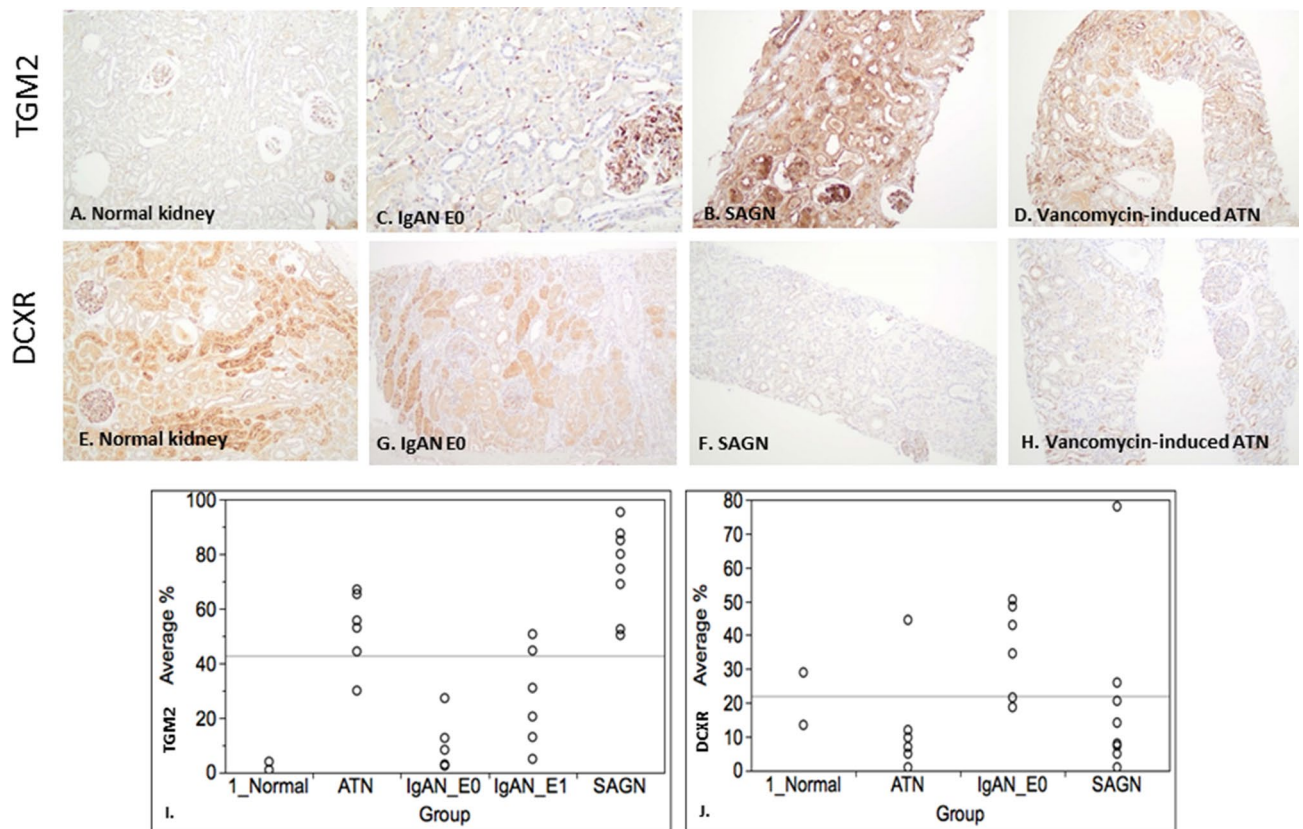 TGM2
A. Normal kidney
C. IgAN E0
B. SAGN
D. Vancomycin-induced ATN
DCXR
E. Normal kidney
G. IgAN E0
F. SAGN
H. Vancomycin-induced ATN
100
80
60
40
20
0
TGM2 Average %
1_Normal ATN IgAN_E0 IgAN_E1 SAGN
I. Group
80
70
60
50
40
30
20
10
0
DCXR Average %
1_Normal ATN IgAN_E0 SAGN
J. Group